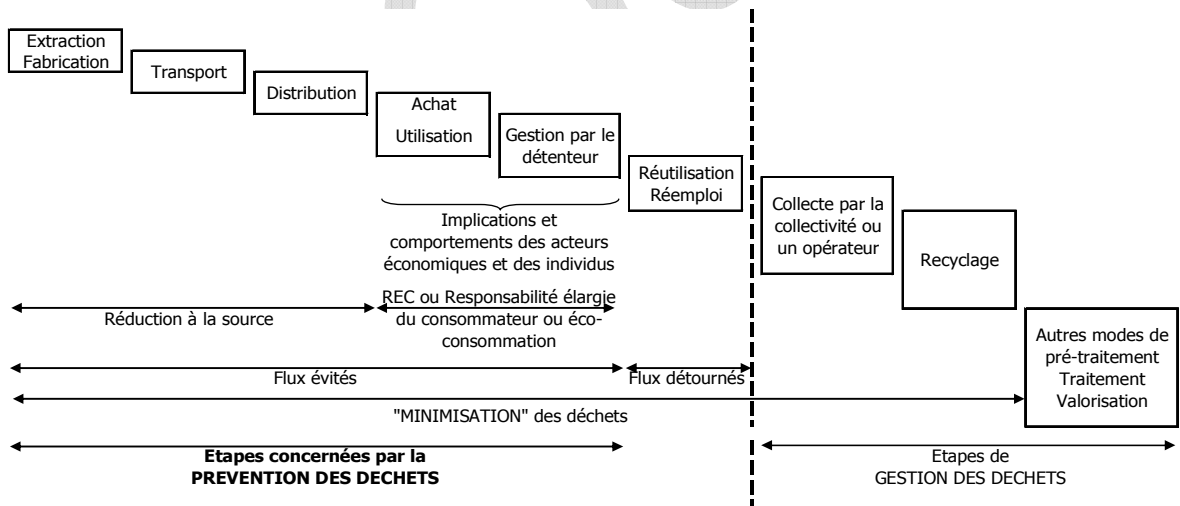 Extraction
Fabrication
Transport
Distribution
Achat
Utilisation
Gestion par le
détenteur
Réutilisation
Réemploi
Collecte par la
collectivité ou
un opérateur
Recyclage
Autres modes de
pré-traitement
Traitement
Valorisation
Implications et
comportements des acteurs
économiques et des individus
Réduction à la source
REC ou Responsabilité élargie
du consommateur ou éco-
consommation
Flux évités
Flux détournés
"MINIMISATION" des déchets
Etapes concernées par la
PREVENTION DES DECHETS
Etapes de
GESTION DES DECHETS